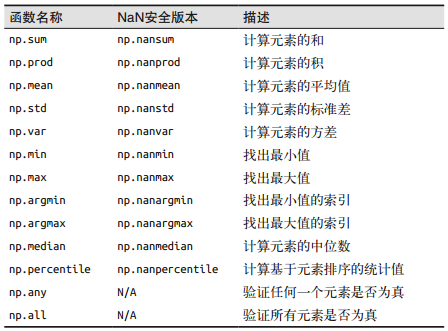 函数名称 NaN安全版本 描述
np.sum np.nansum 计算元素的和
np.prod np.nanprod 计算元素的积
np.mean np.nanmean 计算元素的平均值
np.std np.nanstd 计算元素的标准差
np.var np.nanvar 计算元素的方差
np.min np.nanmin 找出最小值
np.max np.nanmax 找出最大值
np.argmin np.nanargmin 找出最小值的索引
np.argmax np.nanargmax 找出最大值的索引
np.median np.nanmedian 计算元素的中位数
np.percentile np.nanpercentile 计算基于元素排序的统计值
np.any N/A 验证任何一个元素是否为真
np.all N/A 验证所有元素是否为真